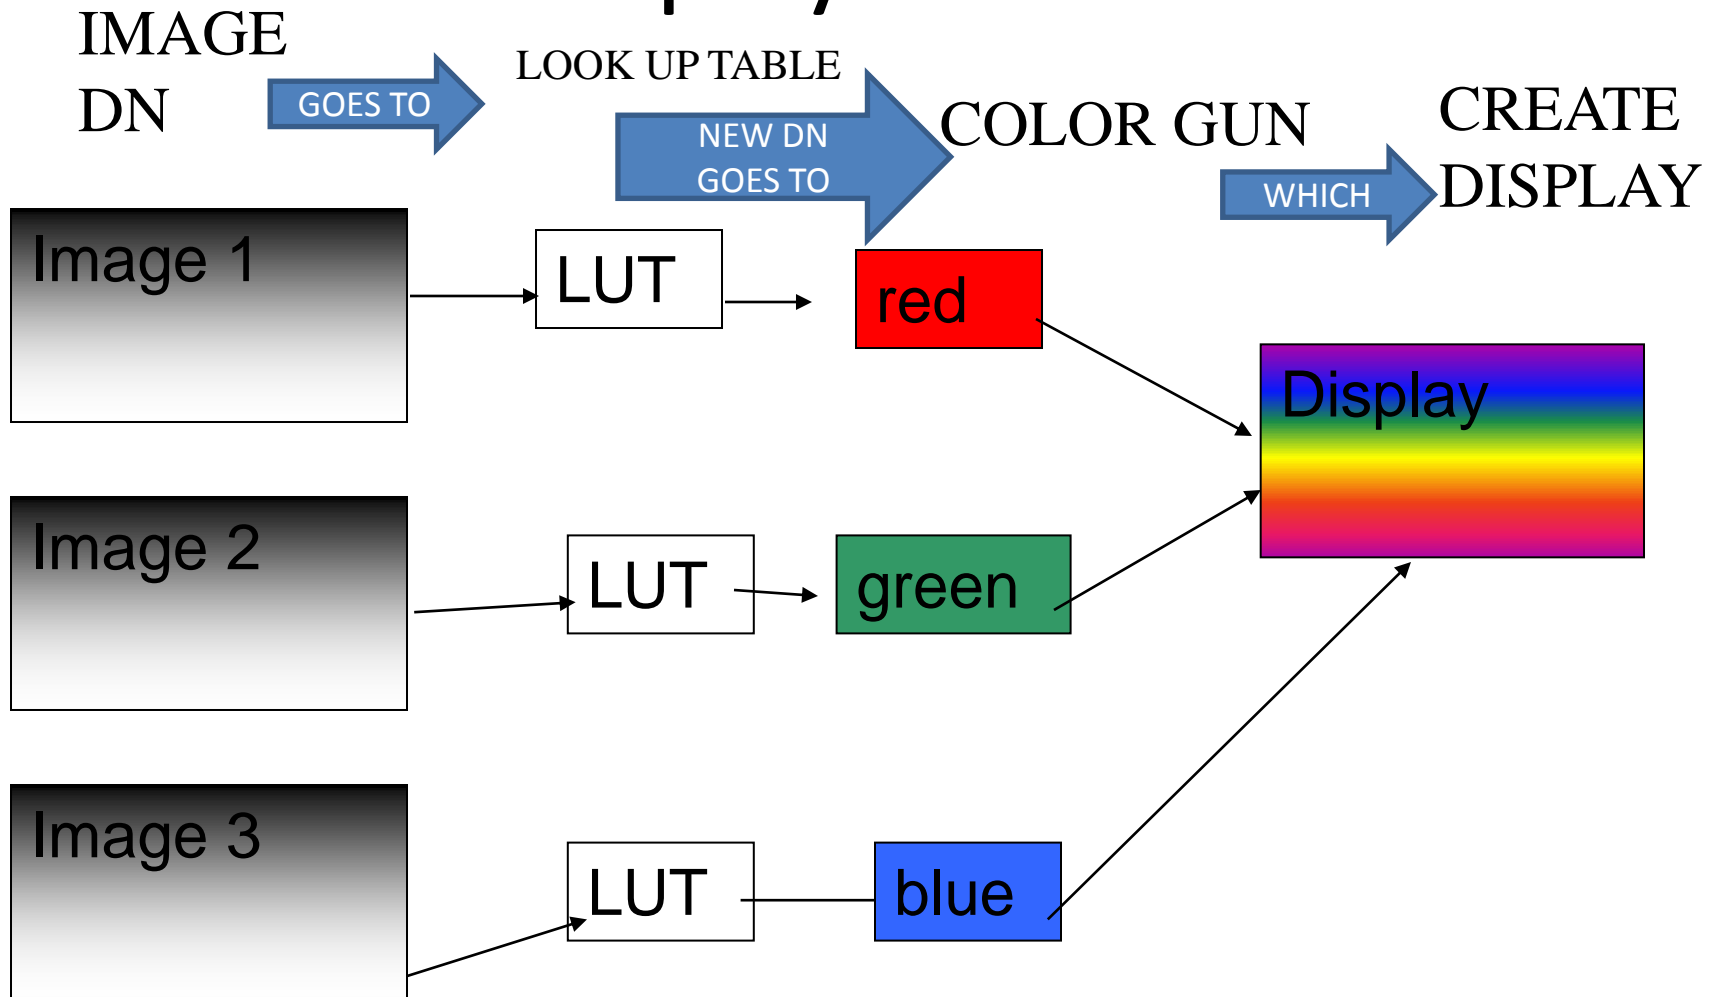 IMAGE
DN
GOES TO
LOOK UP TABLE
NEW DN
GOES TO
COLOR GUN
WHICH
CREATE
DISPLAY
Image 1
LUT
red
Display
Image 2
LUT
green
Image 3
LUT
blue